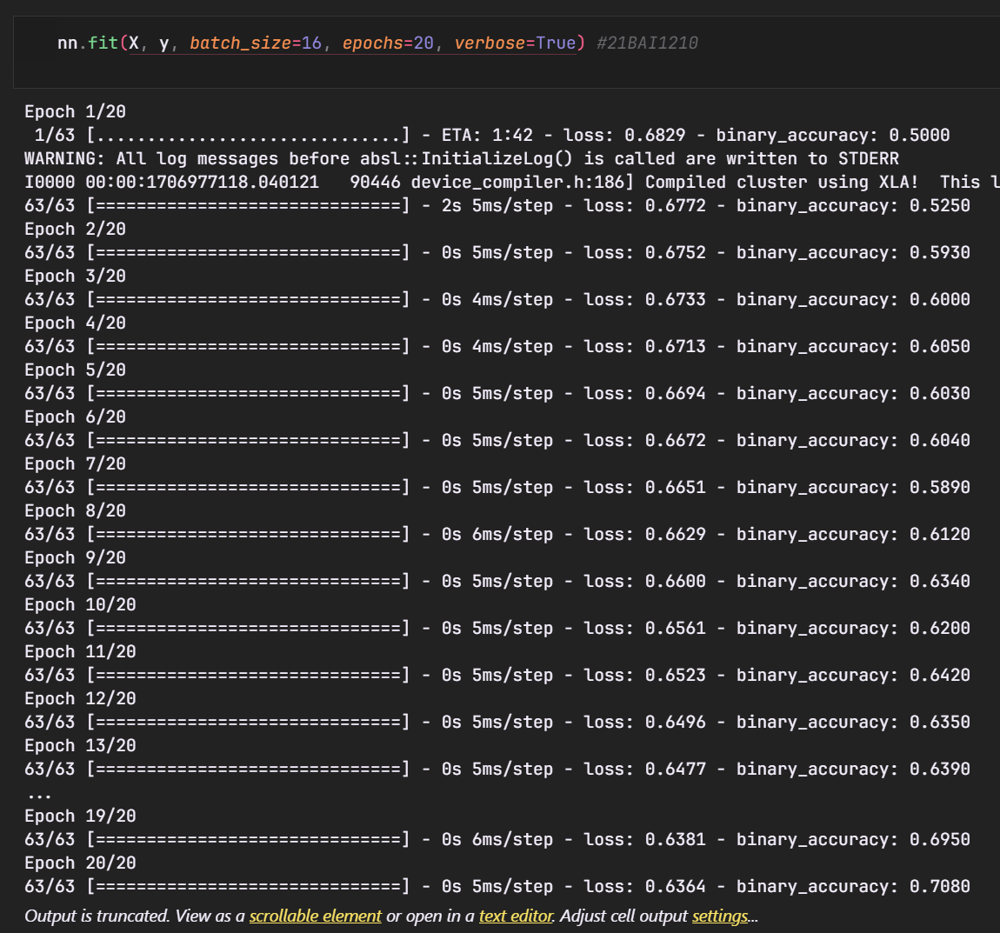 nn.fit(X, y, batch_size=16, epochs=20, verbose=True) #21BAI1210
Epoch 1/20
 1/63 [..............................] - ETA: 1:42 - loss: 0.6829 - binary_accuracy: 0.5000
WARNING: All log messages before absl::InitializeLog() is called are written to STDERR
I0000 00:00:1706977118.040121   90446 device_compiler.h:186] Compiled cluster using XLA!  This l
63/63 [==============================] - 2s 5ms/step - loss: 0.6772 - binary_accuracy: 0.5250
Epoch 2/20
63/63 [==============================] - 0s 5ms/step - loss: 0.6752 - binary_accuracy: 0.5930
Epoch 3/20
63/63 [==============================] - 0s 4ms/step - loss: 0.6733 - binary_accuracy: 0.6000
Epoch 4/20
63/63 [==============================] - 0s 4ms/step - loss: 0.6713 - binary_accuracy: 0.6050
Epoch 5/20
63/63 [==============================] - 0s 5ms/step - loss: 0.6694 - binary_accuracy: 0.6030
Epoch 6/20
63/63 [==============================] - 0s 5ms/step - loss: 0.6672 - binary_accuracy: 0.6040
Epoch 7/20
63/63 [==============================] - 0s 5ms/step - loss: 0.6651 - binary_accuracy: 0.5890
Epoch 8/20
63/63 [==============================] - 0s 6ms/step - loss: 0.6629 - binary_accuracy: 0.6120
Epoch 9/20
63/63 [==============================] - 0s 5ms/step - loss: 0.6600 - binary_accuracy: 0.6340
Epoch 10/20
63/63 [==============================] - 0s 5ms/step - loss: 0.6561 - binary_accuracy: 0.6200
Epoch 11/20
63/63 [==============================] - 0s 5ms/step - loss: 0.6523 - binary_accuracy: 0.6420
Epoch 12/20
63/63 [==============================] - 0s 5ms/step - loss: 0.6496 - binary_accuracy: 0.6350
Epoch 13/20
63/63 [==============================] - 0s 5ms/step - loss: 0.6477 - binary_accuracy: 0.6390
...
Epoch 19/20
63/63 [==============================] - 0s 6ms/step - loss: 0.6381 - binary_accuracy: 0.6950
Epoch 20/20
63/63 [==============================] - 0s 5ms/step - loss: 0.6364 - binary_accuracy: 0.7080
Output is truncated. View as a scrollable element or open in a text editor. Adjust cell output settings...